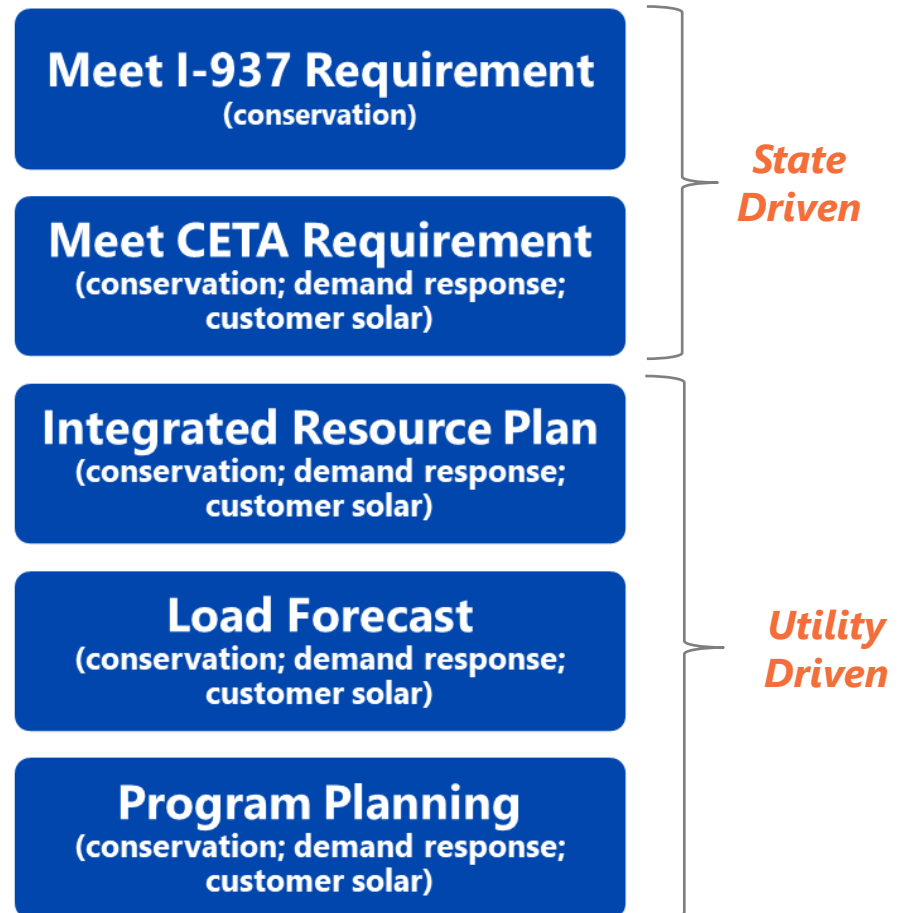 Meet I-937 Requirement
(conservation)
State
Driven
Meet CETA Requirement
(conservation; demand response;
customer solar)
Integrated Resource Plan
(conservation; demand response;
customer solar)
Load Forecast
(conservation; demand response;
customer solar)
Utility
Driven
Program Planning
(conservation; demand response;
customer solar)